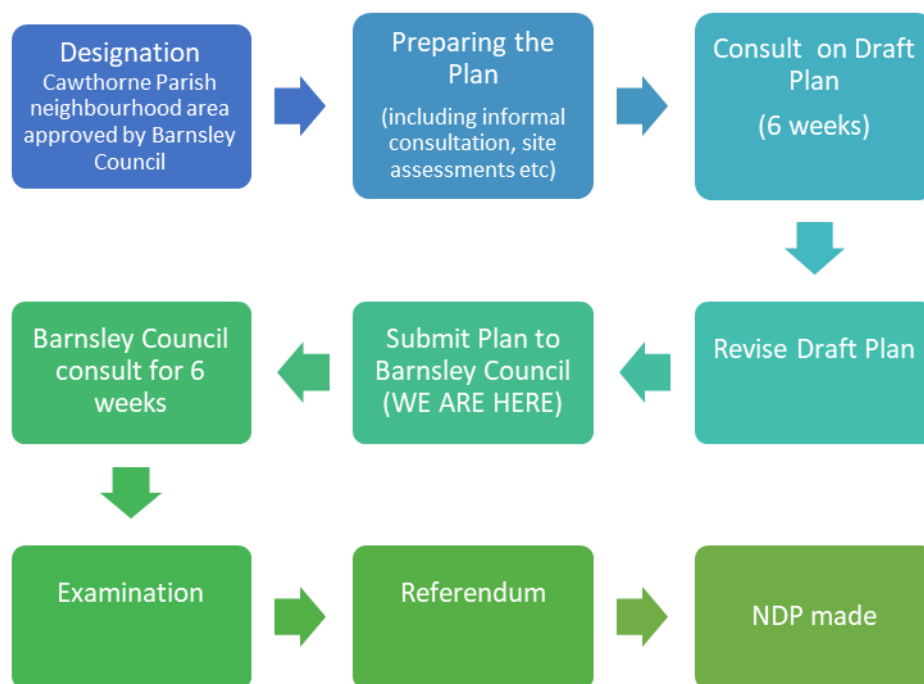 Designation
Cawthorne Parish
neighbourhood area
approved by Barnsley
Council
Preparing the
Plan
(including informal
consultation, site
assessments etc)
Consult on Draft
Plan
(6 weeks)
Revise Draft Plan
Submit Plan to
Barnsley Council
(WE ARE HERE)
Barnsley Council
consult for 6
weeks
Examination
Referendum
NDP made